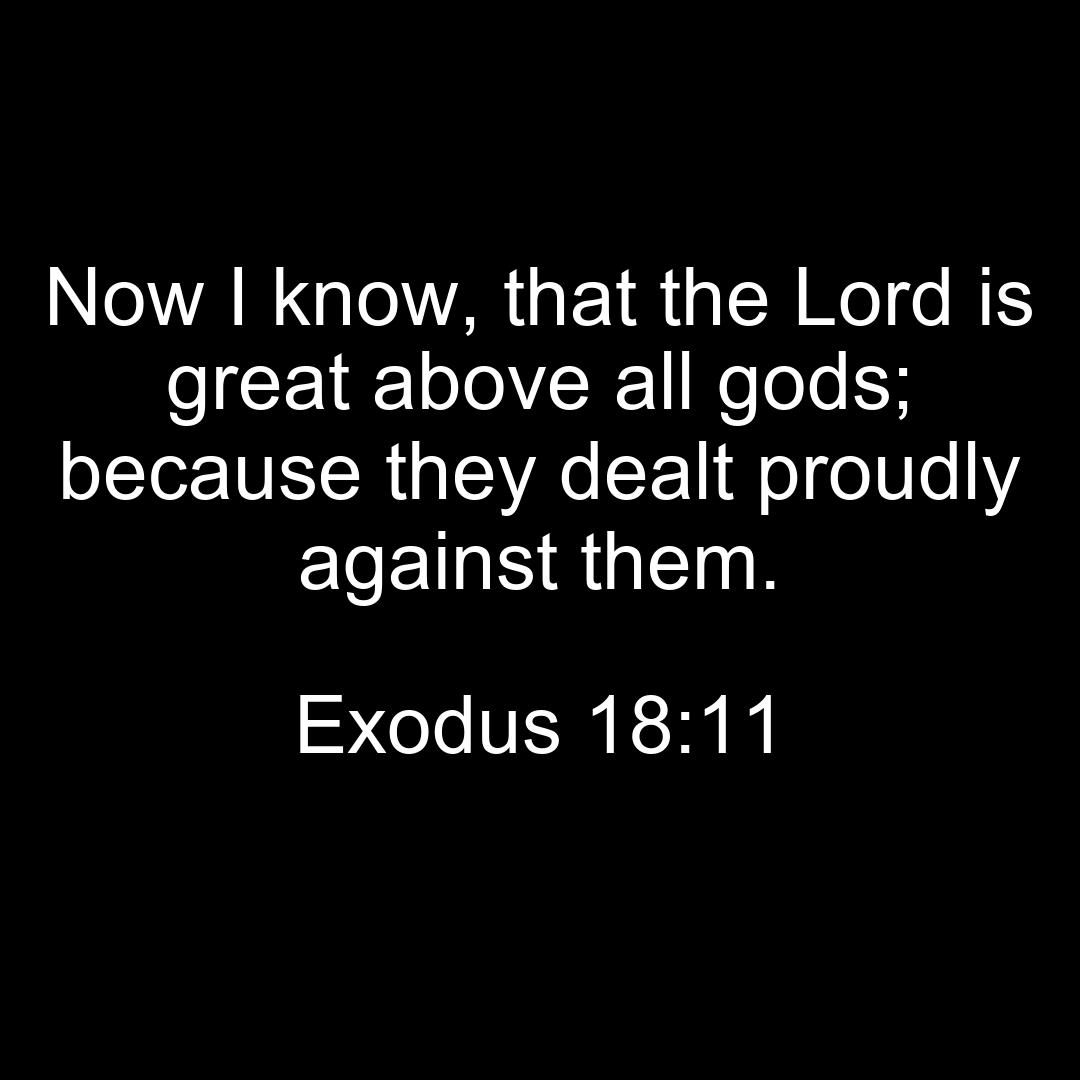 Now I know, that the Lord is
great above all gods;
because they dealt proudly
against them.
Exodus 18:11